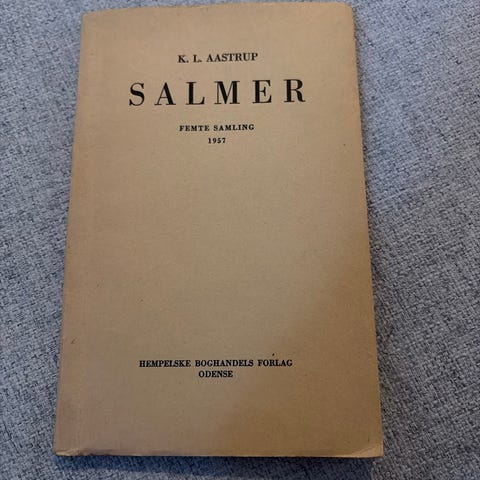 K. L. AASTRUP
SALMER
FEMTE SAMLING
1957
HEMPELSKE BOGHANDELS FORLAG
ODENSE